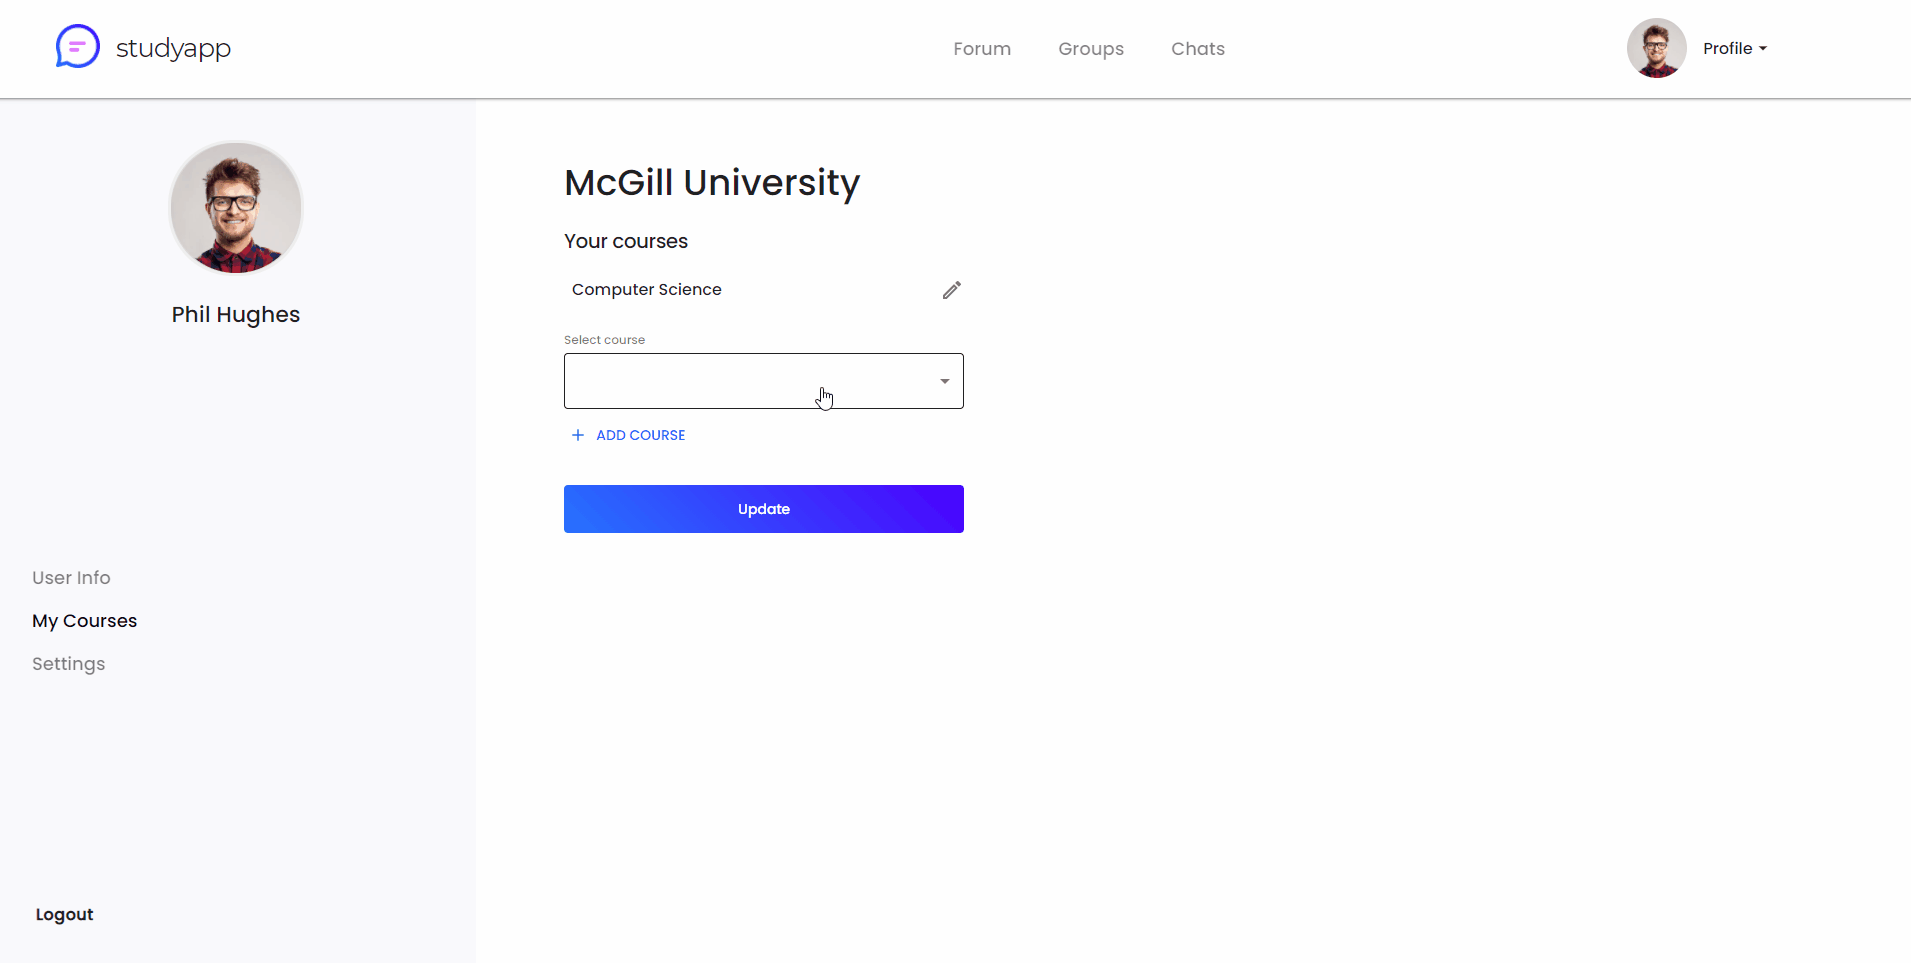 studyapp
Forum Groups Chats
Profile
Phil Hughes
User Info
My Courses
Settings
Logout
McGill University
Your courses
Computer Science
Select course
ADD COURSE
Update